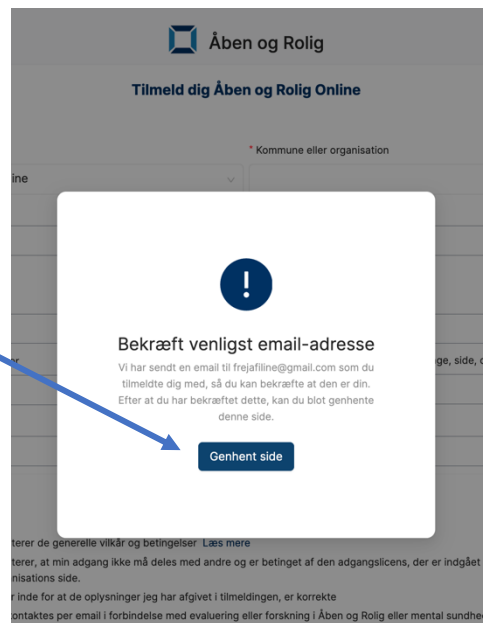 Åben og Rolig
Tilmeld dig Åben og Rolig Online
* Kommune eller organisation
ine
Bekræft venligst email-adresse
er
ge, side,
Vi har sendt en email til frejafiline@gmail.com som du
tilmeldte dig med, så du kan bekræfte at den er din.
Efter at du har bekræftet dette, kan du blot genhente
denne side.
Genhent side
terer de generelle vilkår og betingelser Læs mere
terer, at min adgang ikke må deles med andre og er betinget af den adgangslicens, der er indgået
nisations side.
r inde for at de oplysninger jeg har afgivet i tilmeldingen, er korrekte
ontaktes per email i forbindelse med evaluering eller forskning i Åben og Rolig eller mental sundhe